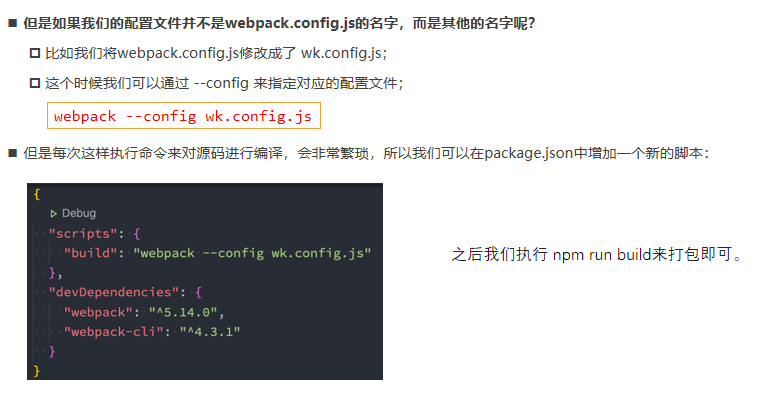 但是如果我们的配置文件并不是webpack.config.js的名字，而是其他的名字呢？
比如我们将webpack.config.js修改成了 wk.config.js；
这个时候我们可以通过 --config 来指定对应的配置文件；
webpack --config wk.config.js
但是每次这样执行命令来对源码进行编译，会非常繁琐，所以我们可以在package.json中增加一个新的脚本：
{
Debug
"scripts": {
"build": "webpack --config wk.config.js"
},
"devDependencies": {
"webpack": "^5.14.0",
"webpack-cli": "^4.3.1"
}
}
之后我们执行 npm run build来打包即可。